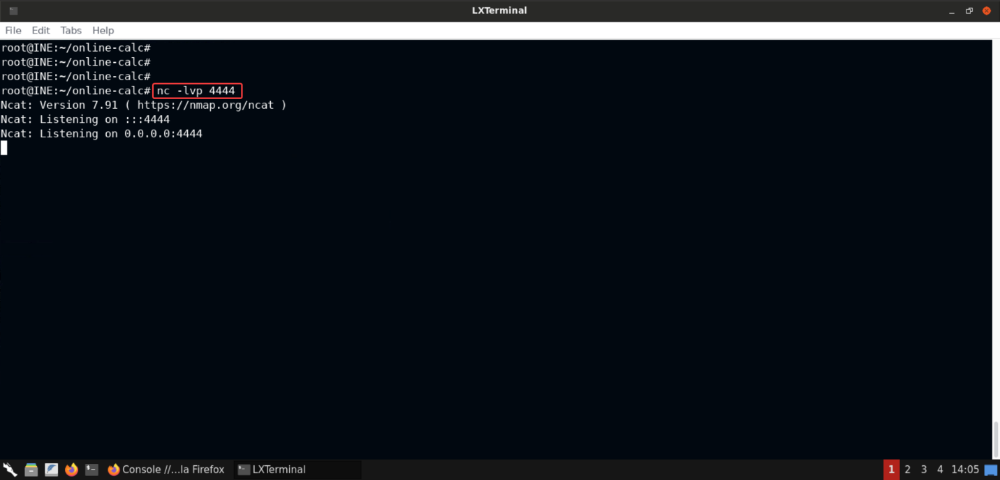 LXTerminal
File Edit Tabs Help
root@INE:~/online-calc#
root@INE:~/online-calc#
root@INE:~/online-calc#
root@INE:~/online-calc# nc -lvp 4444
Ncat: Version 7.91 ( https://nmap.org/ncat )
Ncat: Listening on :::4444
Ncat: Listening on 0.0.0.0:4444
Console //...la Firefox LXTerminal 1 2 3 4 14:05